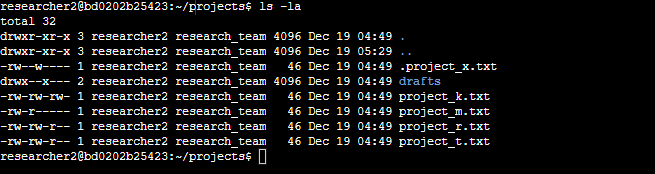 researcher2@bd0202b25423:~/projects$ ls -la
total 32
drwxr-xr-x 3 researcher2 research_team 4096 Dec 19 04:49 .
drwxr-xr-x 3 researcher2 research_team 4096 Dec 19 05:29 ..
-rw--w---- 1 researcher2 research_team   46 Dec 19 04:49 .project_x.txt
drwx--x--- 2 researcher2 research_team 4096 Dec 19 04:49 drafts
-rw-rw-rw- 1 researcher2 research_team   46 Dec 19 04:49 project_k.txt
-rw-r----- 1 researcher2 research_team   46 Dec 19 04:49 project_m.txt
-rw-rw-r-- 1 researcher2 research_team   46 Dec 19 04:49 project_r.txt
-rw-rw-r-- 1 researcher2 research_team   46 Dec 19 04:49 project_t.txt
researcher2@bd0202b25423:~/projects$